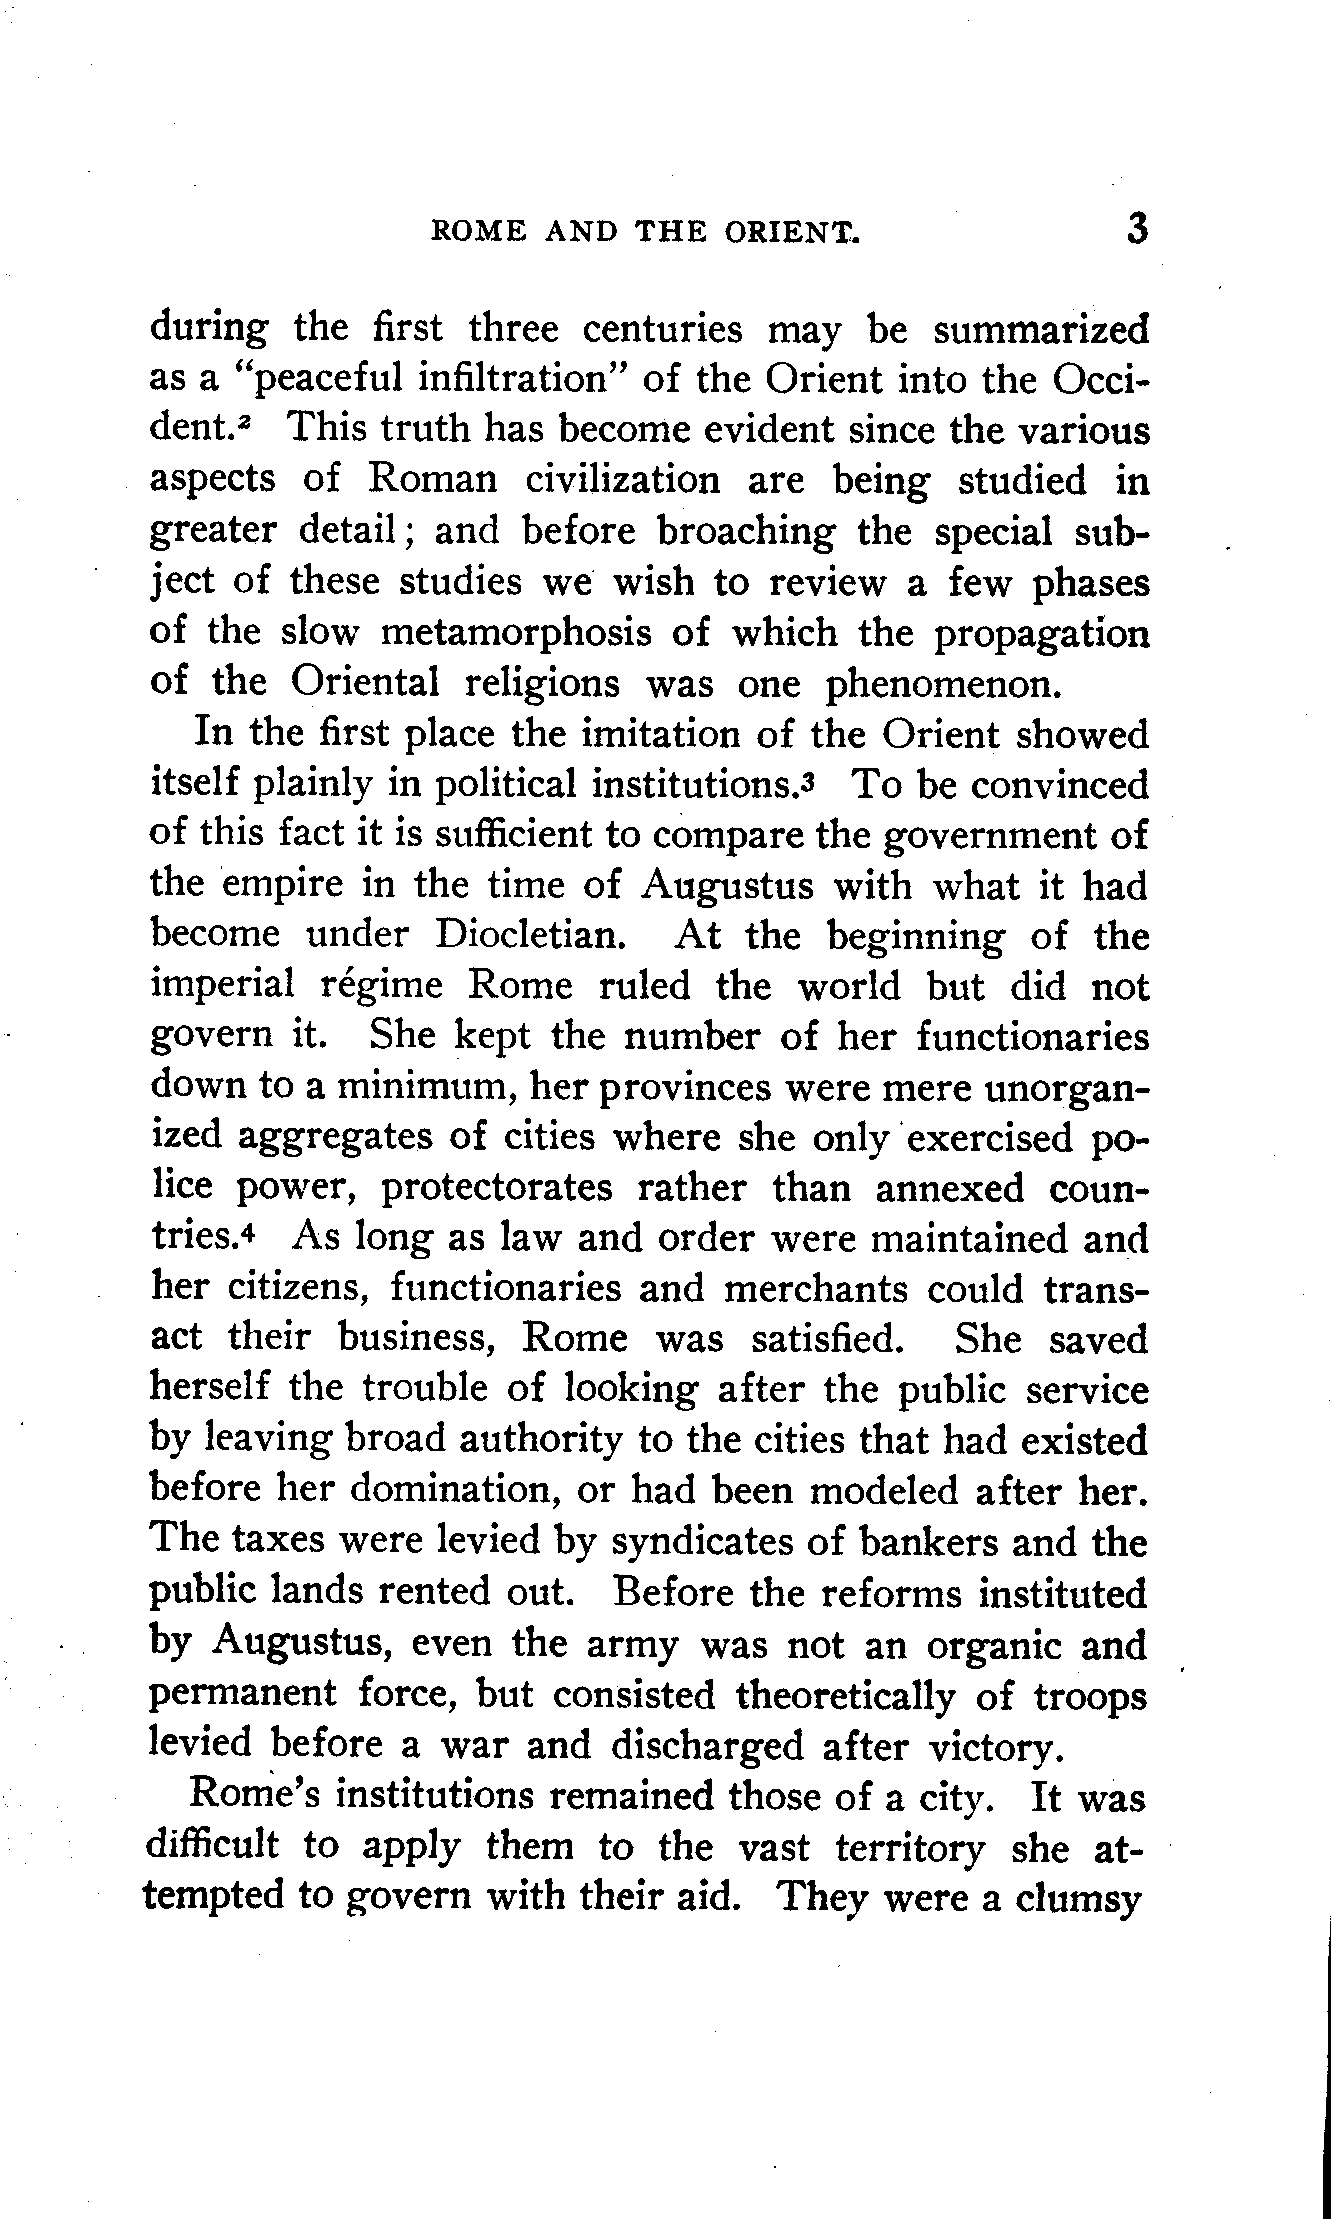 ROME AND THE ORIENT. 3
during the first three centuries may be summarized
as a “peaceful infiltration” of the Orient into the Occi-
dent.² This truth has become evident since the various
aspects of Roman civilization are being studied in
greater detail; and before broaching the special sub-
ject of these studies we wish to review a few phases
of the slow metamorphosis of which the propagation
of the Oriental religions was one phenomenon.
In the first place the imitation of the Orient showed
itself plainly in political institutions.³ To be convinced
of this fact it is sufficient to compare the government of
the empire in the time of Augustus with what it had
become under Diocletian. At the beginning of the
imperial régime Rome ruled the world but did not
govern it. She kept the number of her functionaries
down to a minimum, her provinces were mere unorgan-
ized aggregates of cities where she only exercised po-
lice power, protectorates rather than annexed coun-
tries.⁴ As long as law and order were maintained and
her citizens, functionaries and merchants could trans-
act their business, Rome was satisfied. She saved
herself the trouble of looking after the public service
by leaving broad authority to the cities that had existed
before her domination, or had been modeled after her.
The taxes were levied by syndicates of bankers and the
public lands rented out. Before the reforms instituted
by Augustus, even the army was not an organic and
permanent force, but consisted theoretically of troops
levied before a war and discharged after victory.
Rome's institutions remained those of a city. It was
difficult to apply them to the vast territory she at-
tempted to govern with their aid. They were a clumsy